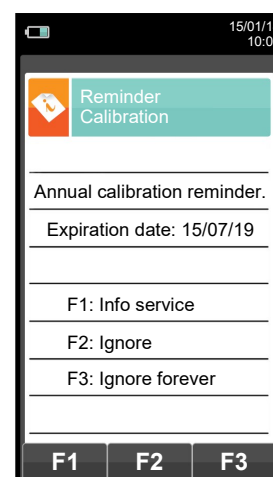 15/01/1
10:0
Reminder
Calibration
Annual calibration reminder.
Expiration date: 15/07/19
F1: Info service
F2: Ignore
F3: Ignore forever
F1 F2 F3